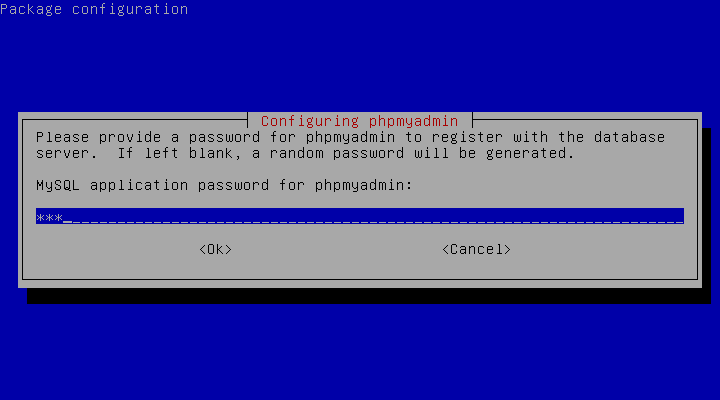 Package configuration
Configuring phpmyadmin
Please provide a password for phpmyadmin to register with the database
server.  If left blank, a random password will be generated.
MySQL application password for phpmyadmin:
***_______________________________________________________________________
<Ok>
<Cancel>